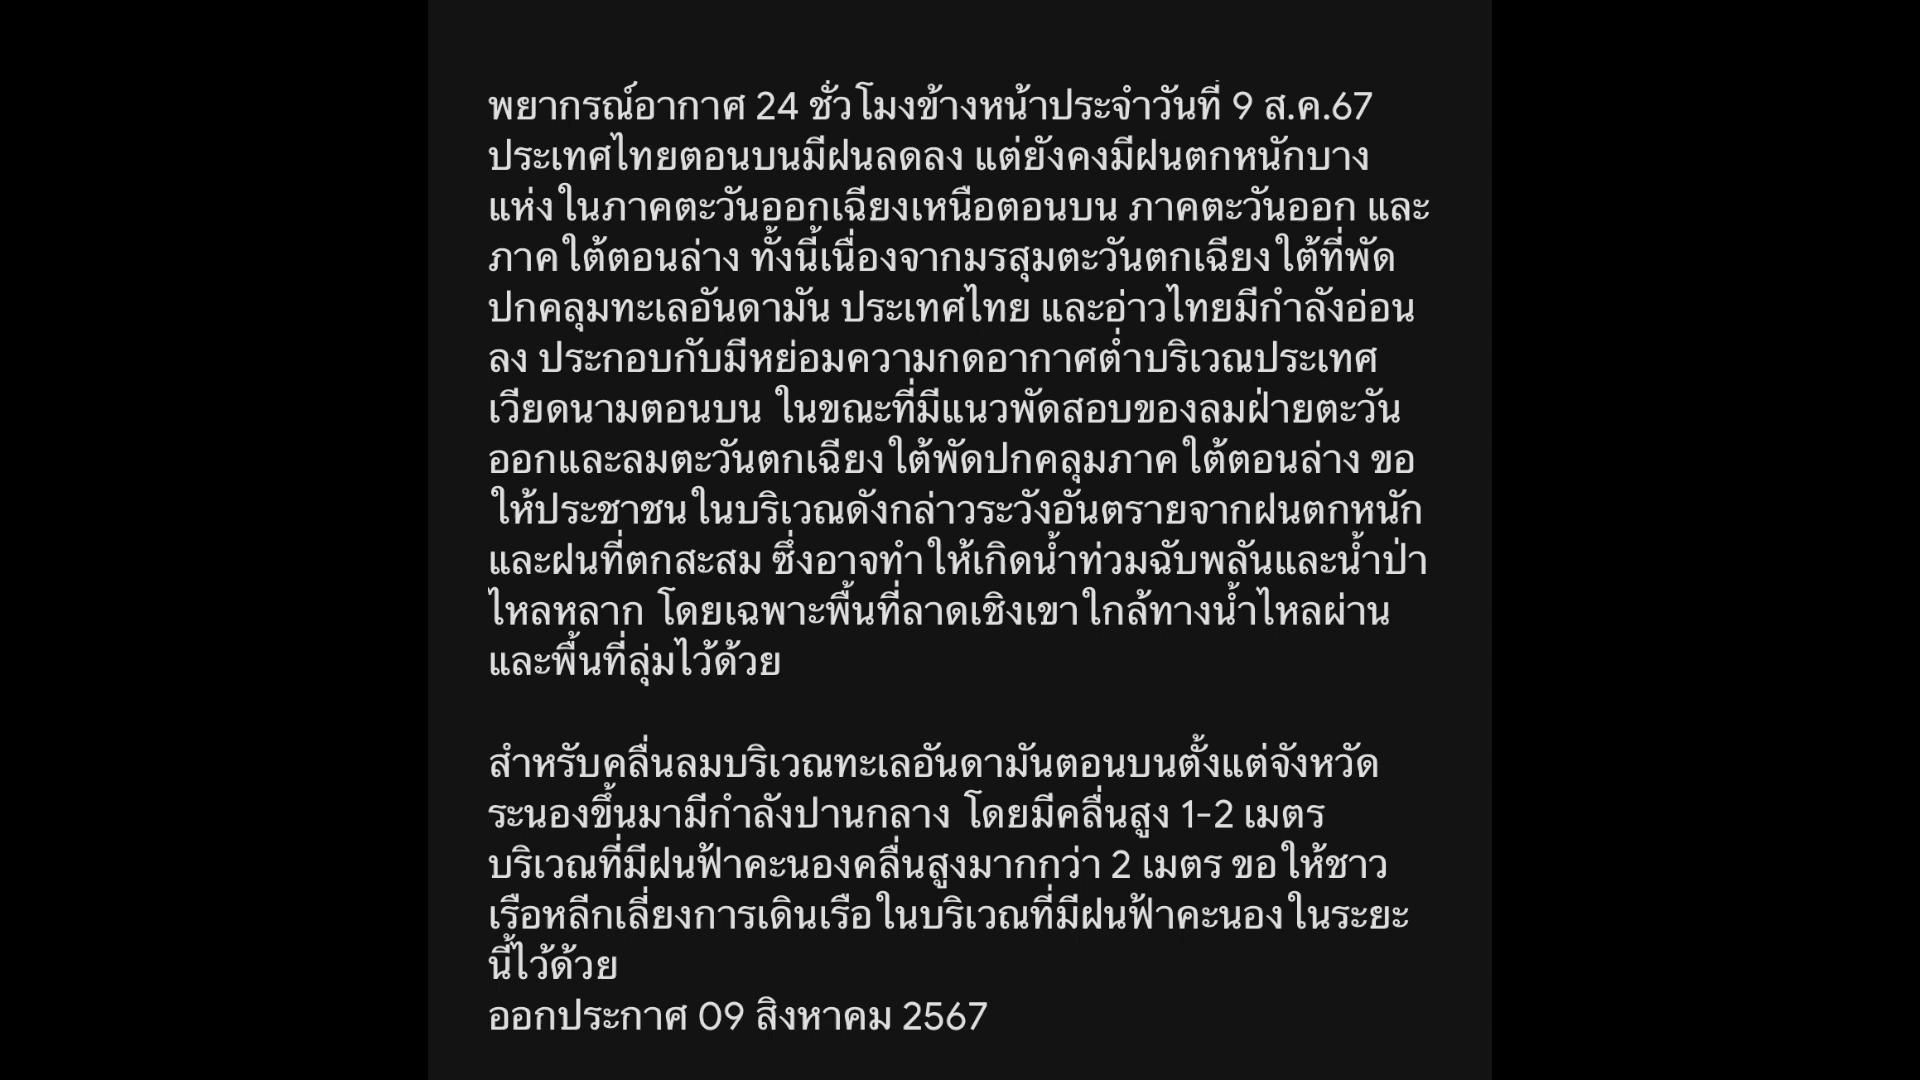 พยากรณ์อากาศ 24 ชั่วโมงข้างหน้าประจำวันที่ 9 ส.ค.67
ประเทศไทยตอนบนมีฝนลดลง แต่ยังคงมีฝนตกหนักบาง
แห่งในภาคตะวันออกเฉียงเหนือตอนบน ภาคตะวันออก และ
ภาคใต้ตอนล่าง ทั้งนี้เนื่องจากมรสุมตะวันตกเฉียงใต้ที่พัด
ปกคลุมทะเลอันดามัน ประเทศไทย และอ่าวไทยมีกำลังอ่อน
ลง ประกอบกับมีหย่อมความกดอากาศต่ำบริเวณประเทศ
เวียดนามตอนบน ในขณะที่มีแนวพัดสอบของลมฝ่ายตะวัน
ออกและลมตะวันตกเฉียงใต้พัดปกคลุมภาคใต้ตอนล่าง ขอ
ให้ประชาชนในบริเวณดังกล่าวระวังอันตรายจากฝนตกหนัก
และฝนที่ตกสะสม ซึ่งอาจทำให้เกิดน้ำท่วมฉับพลันและน้ำป่า
ไหลหลาก โดยเฉพาะพื้นที่ลาดเชิงเขาใกล้ทางน้ำไหลผ่าน
และพื้นที่ลุ่มไว้ด้วย
สำหรับคลื่นลมบริเวณทะเลอันดามันตอนบนตั้งแต่จังหวัด
ระนองขึ้นมามีกำลังปานกลาง โดยมีคลื่นสูง 1-2 เมตร
บริเวณที่มีฝนฟ้าคะนองคลื่นสูงมากกว่า 2 เมตร ขอให้ชาว
เรือหลีกเลี่ยงการเดินเรือในบริเวณที่มีฝนฟ้าคะนองในระยะ
นี้ไว้ด้วย
ออกประกาศ 09 สิงหาคม 2567